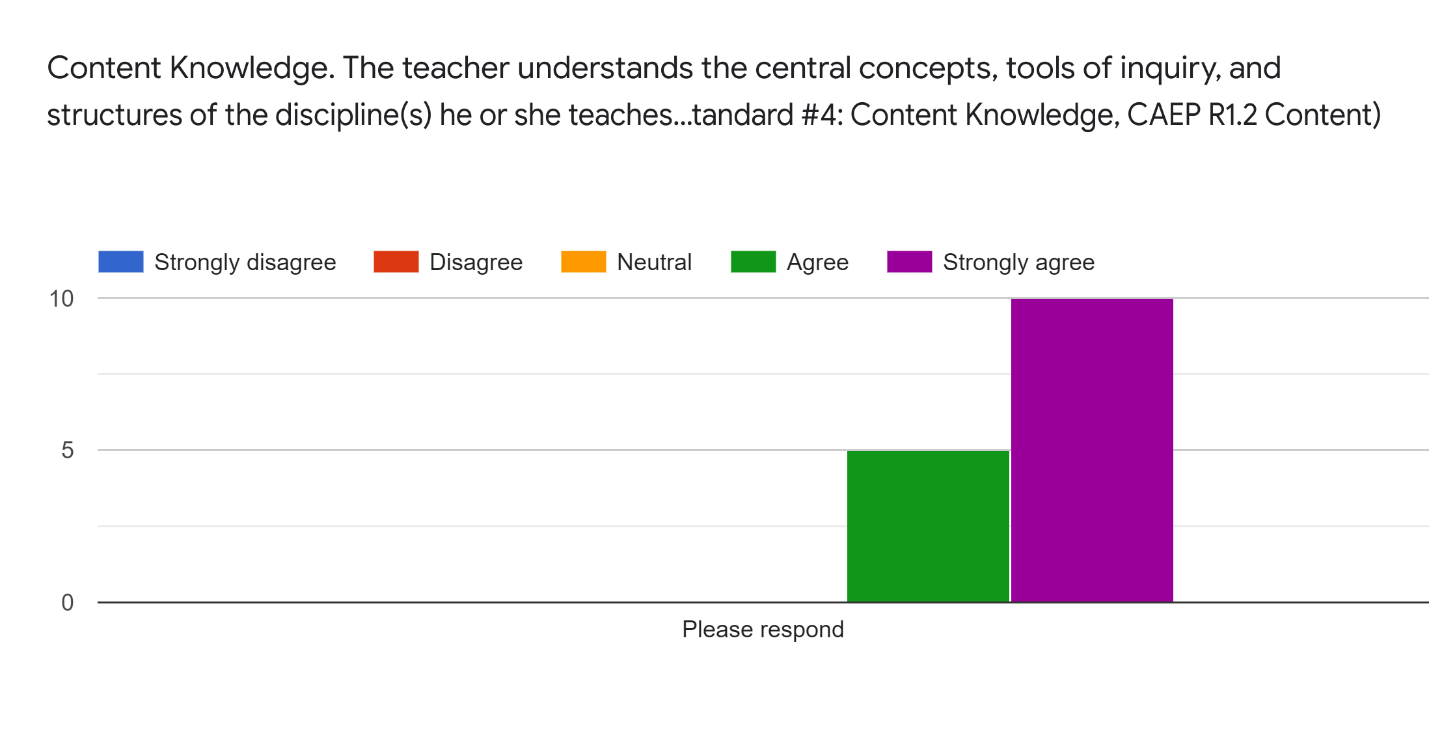 Content Knowledge. The teacher understands the central concepts, tools of inquiry, and
structures of the discipline(s) he or she teaches...tandard #4: Content Knowledge, CAEP R1.2 Content)
Strongly disagree Disagree Neutral Agree Strongly agree
10
5
0
Please respond